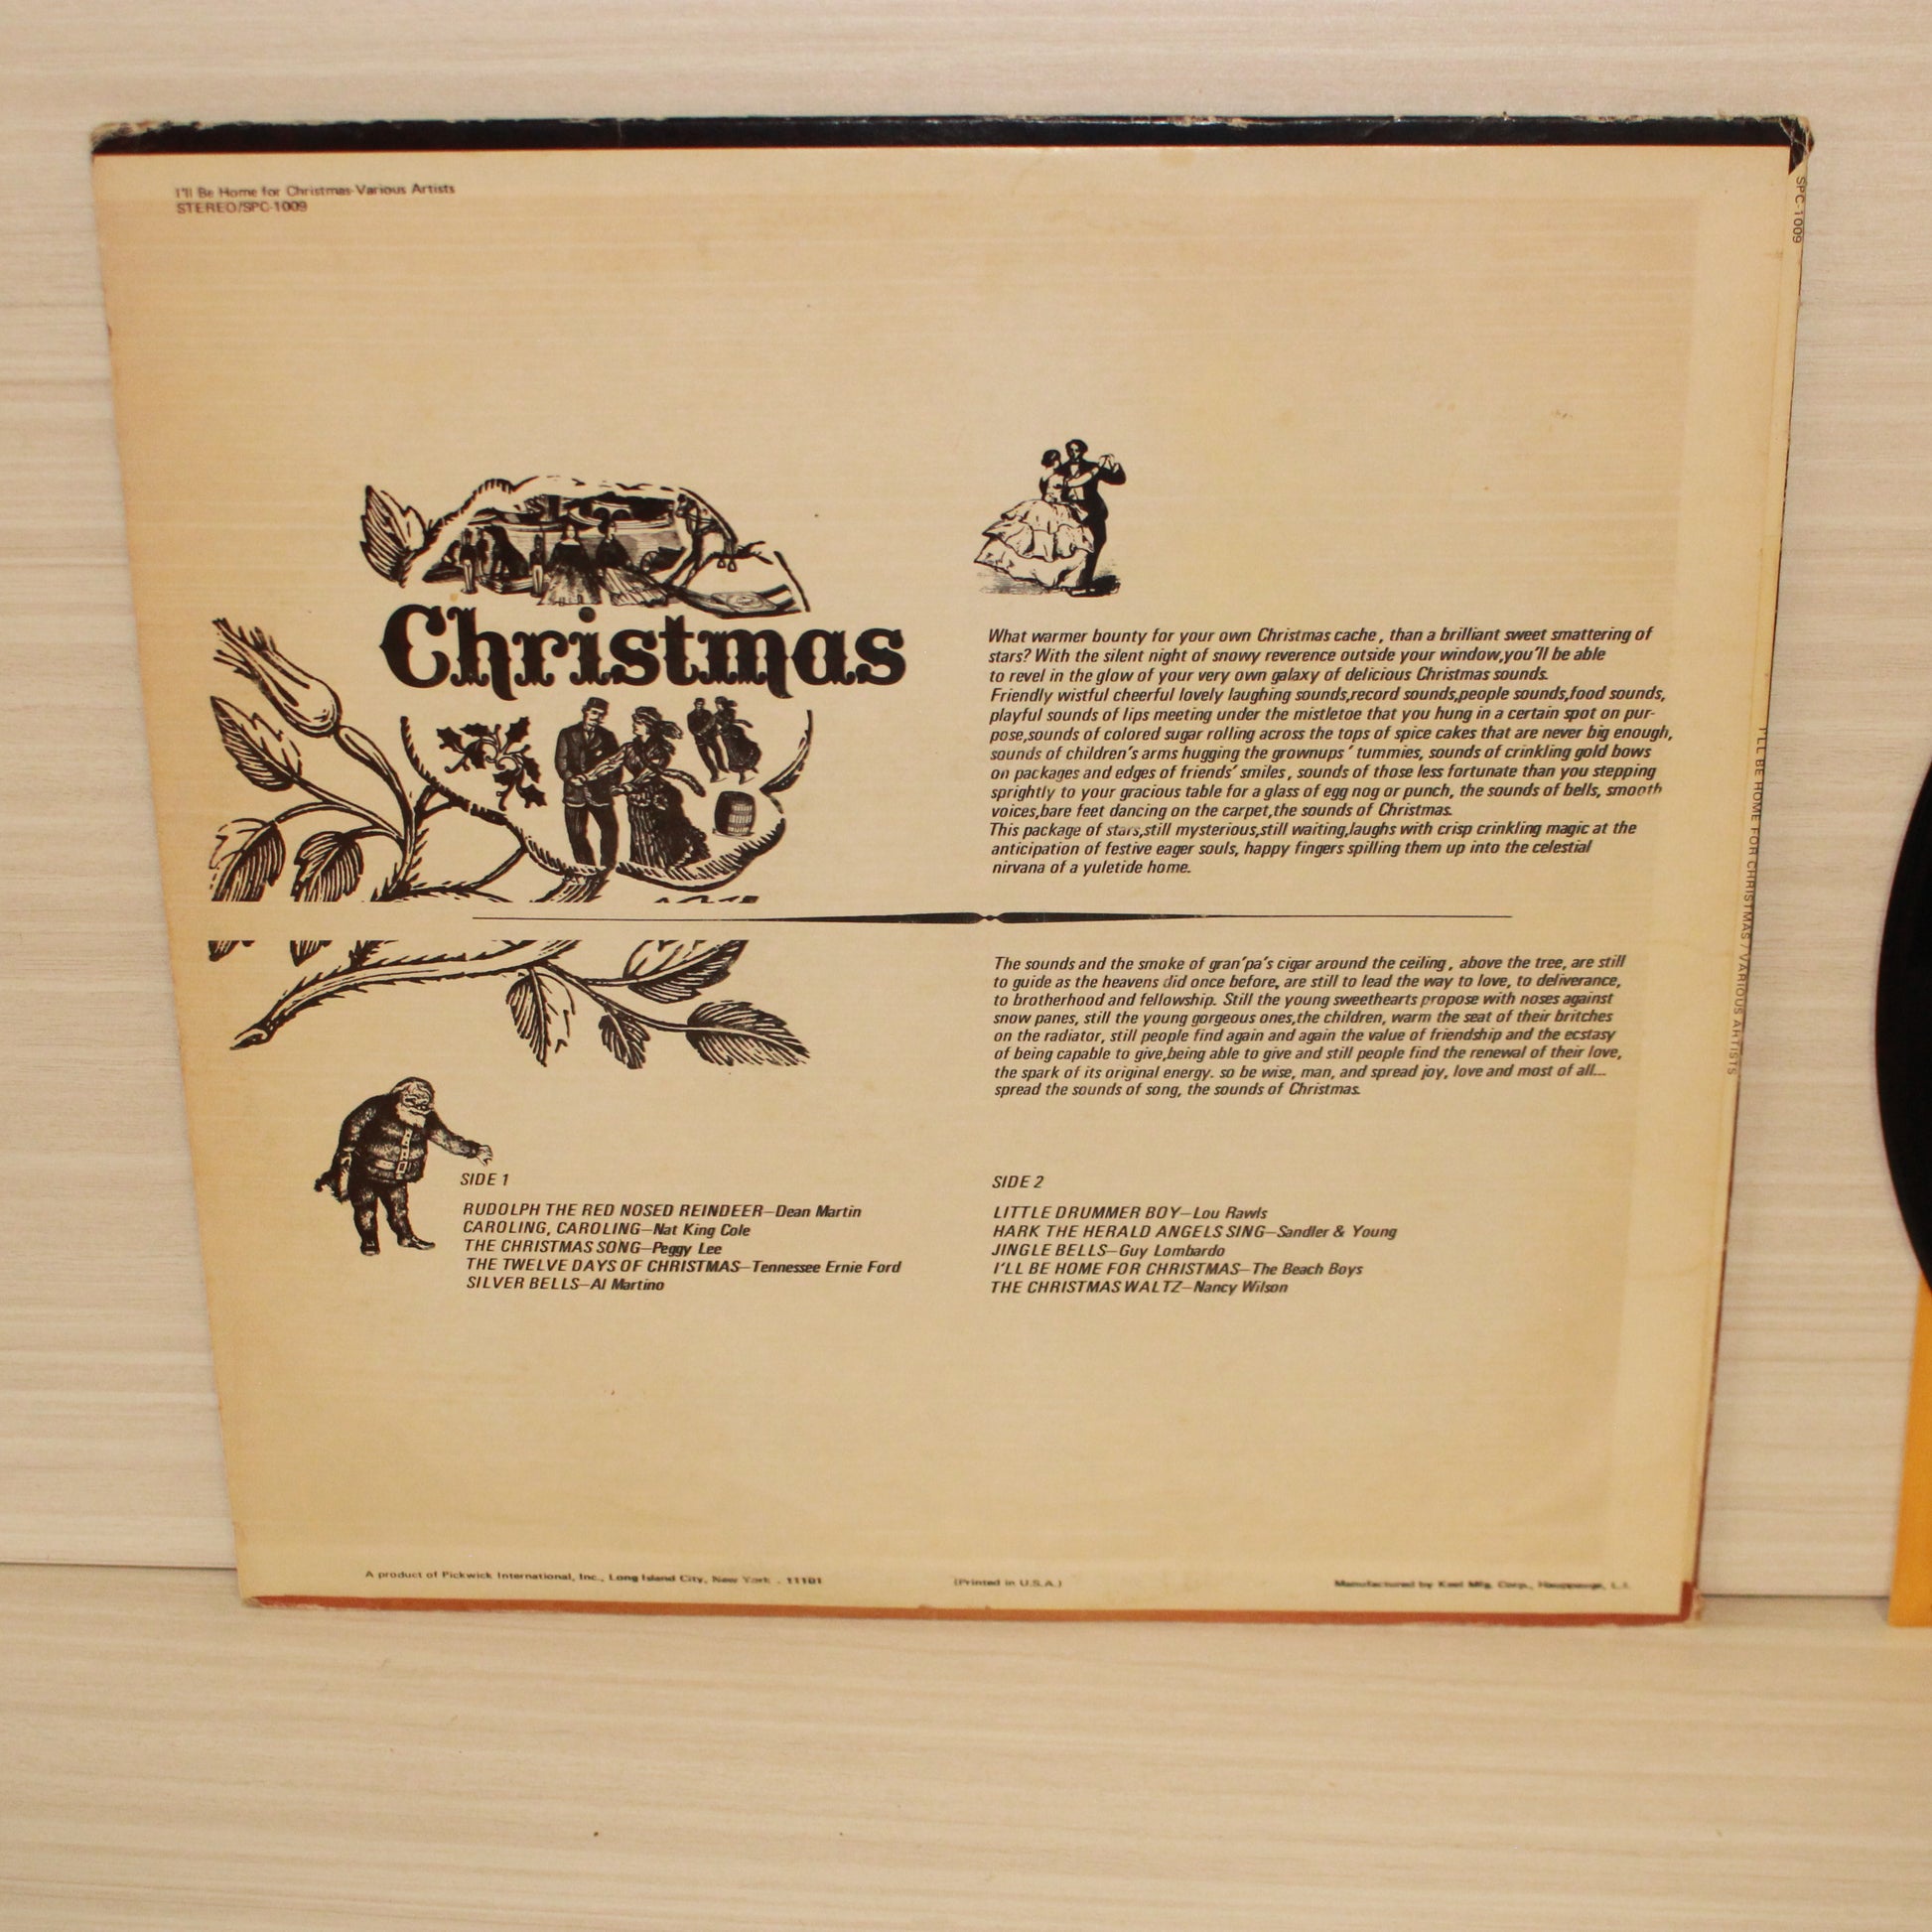 I'll Be Home for Christmas-Various Artists
STEREO/SPC-1009
SPC-1009
Christmas
What warmer bounty for your own Christmas cache, than a brilliant sweet smattering of
stars? With the silent night of snowy reverence outside your window,you'll be able
to revel in the glow of your very own galaxy of delicious Christmas sounds.
Friendly wistful cheerful lovely laughing sounds,record sounds,people sounds,food sounds,
playful sounds of lips meeting under the mistletoe that you hung in a certain spot on pur-
pose,sounds of colored sugar rolling across the tops of spice cakes that are never big enough,
sounds of children's arms hugging the grownups' tummies, sounds of crinkling gold bows
on packages and edges of friends' smiles, sounds of those less fortunate than you stepping
sprightly to your gracious table for a glass of egg nog or punch, the sounds of bells, smooth
voices,bare feet dancing on the carpet,the sounds of Christmas.
This package of stars,still mysterious,still waiting,laughs with crisp crinkling magic at the
anticipation of festive eager souls, happy fingers spilling them up into the celestial
nirvana of a yuletide home.
I'LL BE HOME FOR CHRISTMAS / VARIOUS ARTISTS
The sounds and the smoke of gran'pa's cigar around the ceiling, above the tree, are still
to guide as the heavens did once before, are still to lead the way to love, to deliverance,
to brotherhood and fellowship. Still the young sweethearts propose with noses against
snow panes, still the young gorgeous ones,the children, warm the seat of their britches
on the radiator, still people find again and again the value of friendship and the ecstasy
of being capable to give,being able to give and still people find the renewal of their love,
the spark of its original energy. so be wise, man, and spread joy, love and most of all...
spread the sounds of song, the sounds of Christmas.
SIDE 1
RUDOLPH THE RED NOSED REINDEER—Dean Martin
CAROLING, CAROLING—Nat King Cole
THE CHRISTMAS SONG—Peggy Lee
THE TWELVE DAYS OF CHRISTMAS—Tennessee Ernie Ford
SILVER BELLS—Al Martino
SIDE 2
LITTLE DRUMMER BOY—Lou Rawls
HARK THE HERALD ANGELS SING—Sandler & Young
JINGLE BELLS—Guy Lombardo
I'LL BE HOME FOR CHRISTMAS—The Beach Boys
THE CHRISTMAS WALTZ—Nancy Wilson
A product of Pickwick International, Inc., Long Island City, New York . 11101
(Printed in U.S.A.)
Manufactured by Keel Mfg. Corp., Hauppauge, L.I.